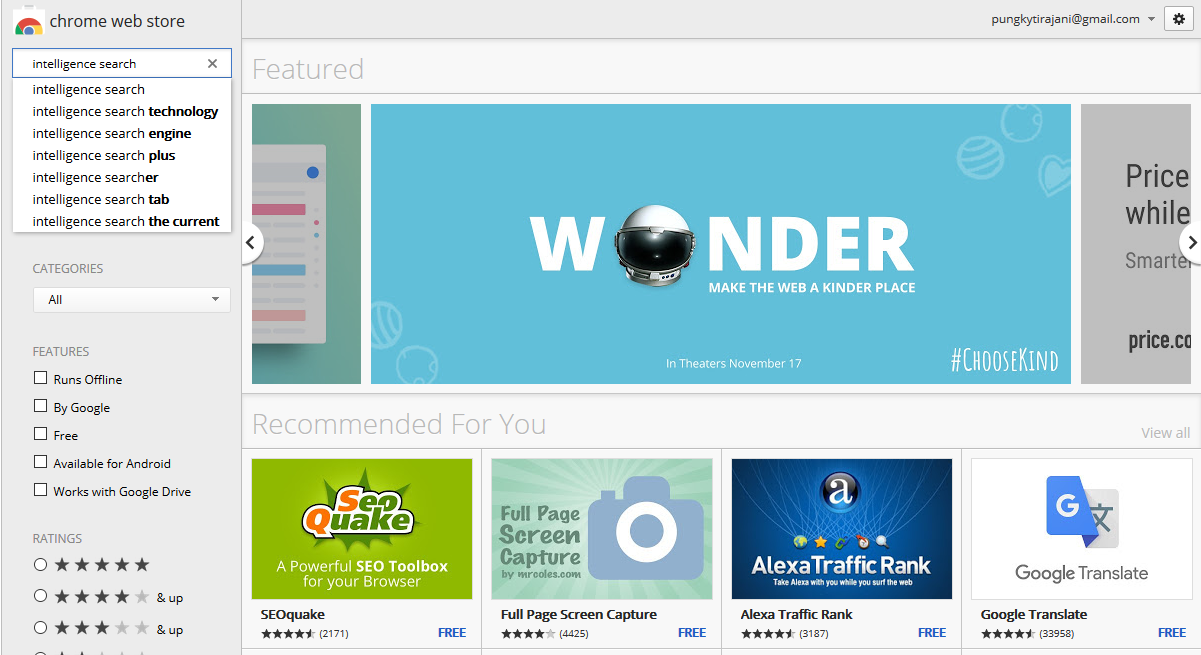 chrome web store
pungkytirajani@gmail.com
intelligence search
intelligence search
intelligence search technology
intelligence search engine
intelligence search plus
intelligence searcher
intelligence search tab
intelligence search the current
CATEGORIES
All
FEATURES
Runs Offline
By Google
Free
Available for Android
Works with Google Drive
RATINGS
& up
& up
Featured
WONDER
MAKE THE WEB A KINDER PLACE
In Theaters November 17
#CHOOSEKIND
Price
while
Smarter
price.co
Recommended For You
View all
Seo
Quake
A Powerful SEO Toolbox
for your Browser
SEOquake
(2171)
FREE
Full Page
Screen
Capture
by mrcoles.com
Full Page Screen Capture
(4425)
FREE
a
AlexaTraffic Rank
Take Alexa with you while you surf the web
Alexa Traffic Rank
(3187)
FREE
G
文
Google Translate
Google Translate
(33958)
FREE